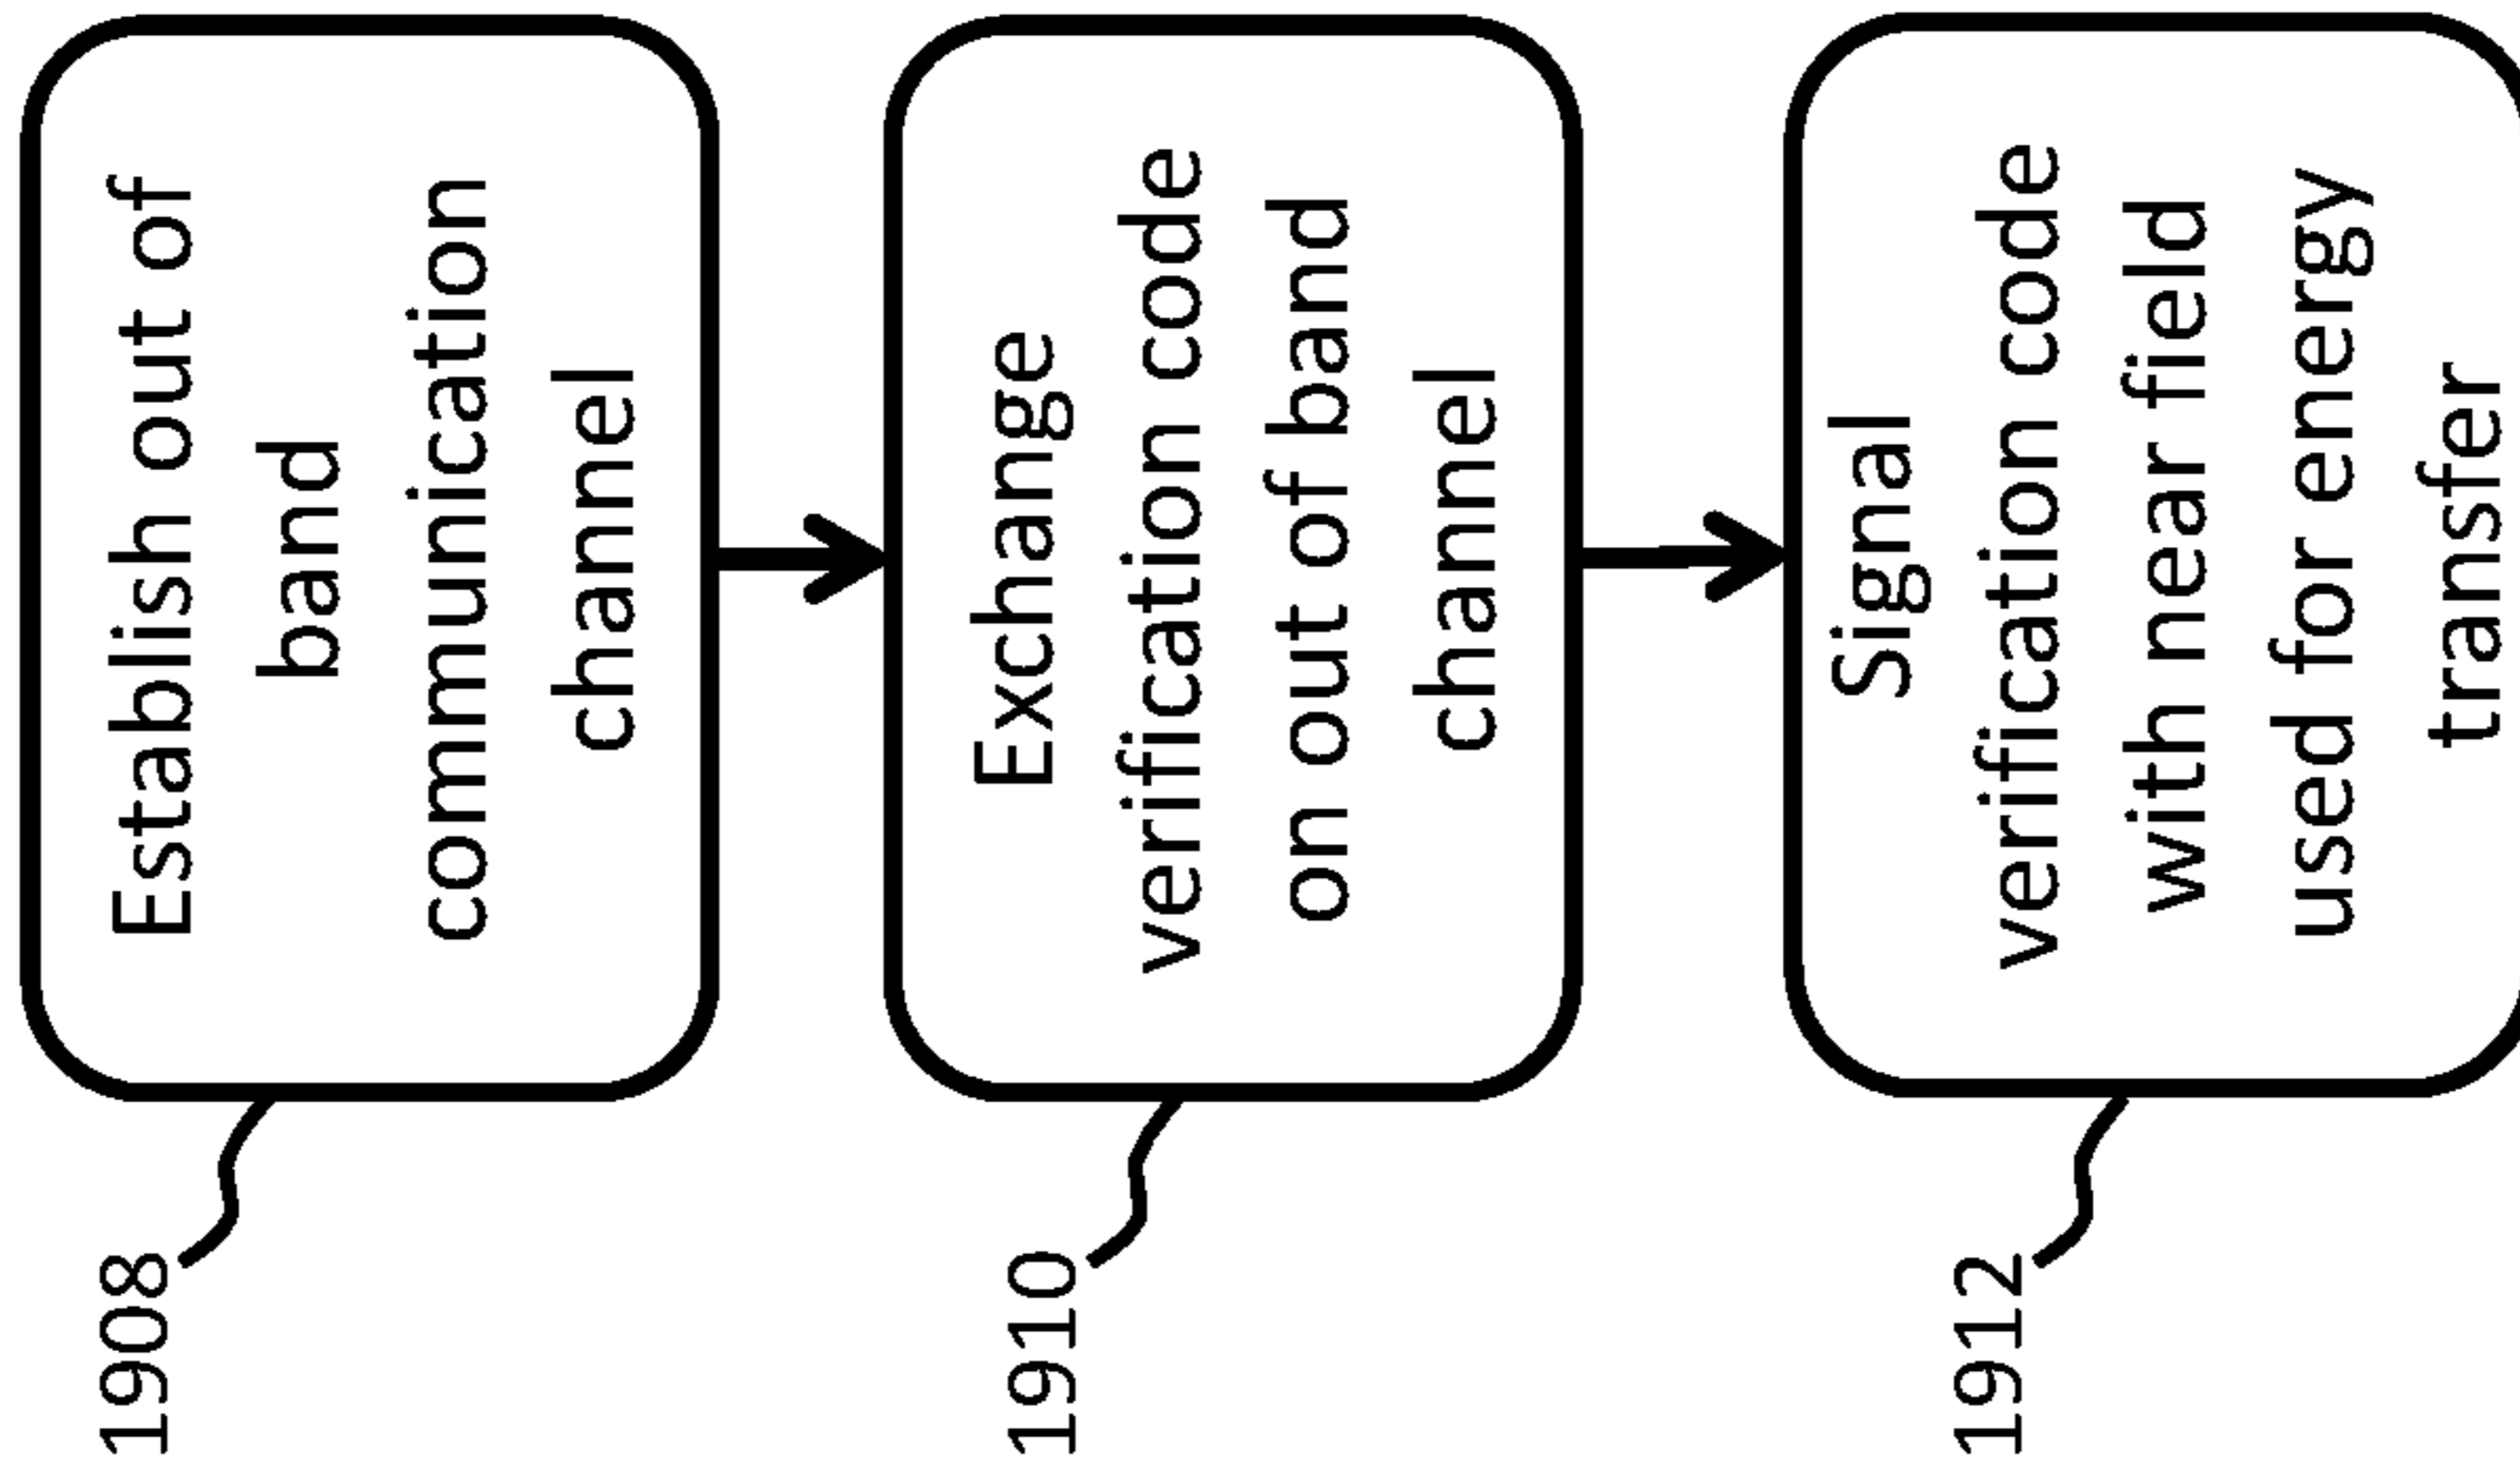 1908
Establish out of
band
communication
channel
1910
Exchange
verification code
on out of band
channel
1912
Signal
verification code
with near field
used for energy
transfer